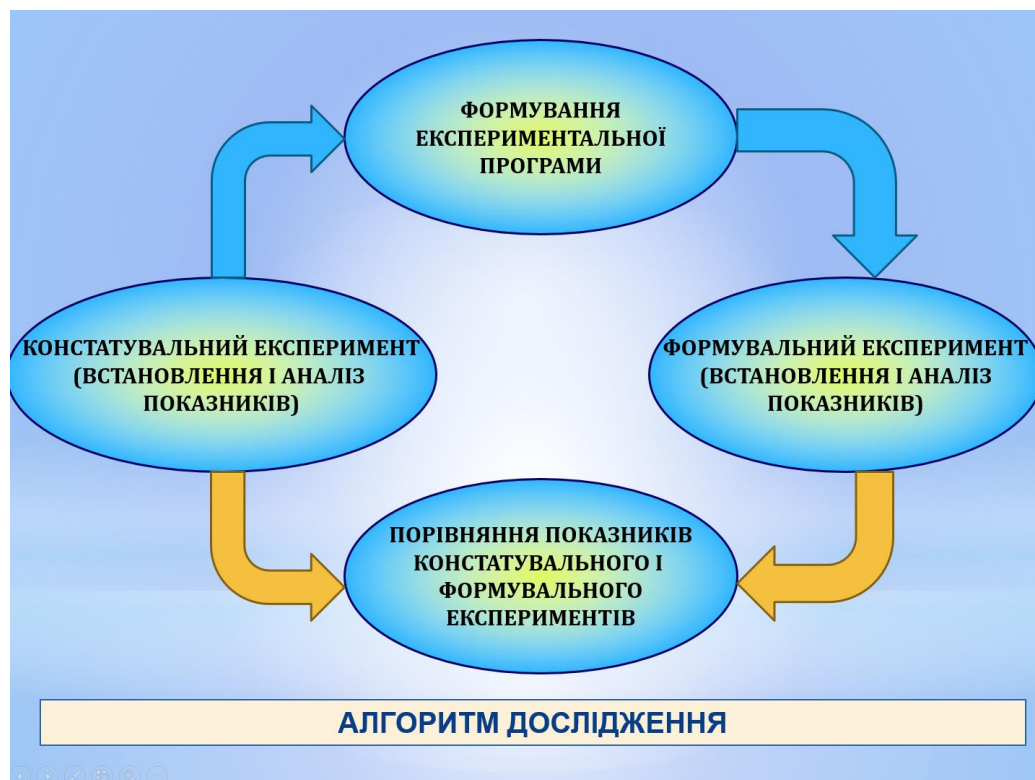 ФОРМУВАННЯ
ЕКСПЕРИМЕНТАЛЬНОЇ
ПРОГРАМИ
КОНСТАТУВАЛЬНИЙ ЕКСПЕРИМЕНТ
(ВСТАНОВЛЕННЯ І АНАЛІЗ
ПОКАЗНИКІВ)
ФОРМУВАЛЬНИЙ ЕКСПЕРИМЕНТ
(ВСТАНОВЛЕННЯ І АНАЛІЗ
ПОКАЗНИКІВ)
ПОРІВНЯННЯ ПОКАЗНИКІВ
КОНСТАТУВАЛЬНОГО І
ФОРМУВАЛЬНОГО
ЕКСПЕРИМЕНТІВ
АЛГОРИТМ ДОСЛІДЖЕННЯ